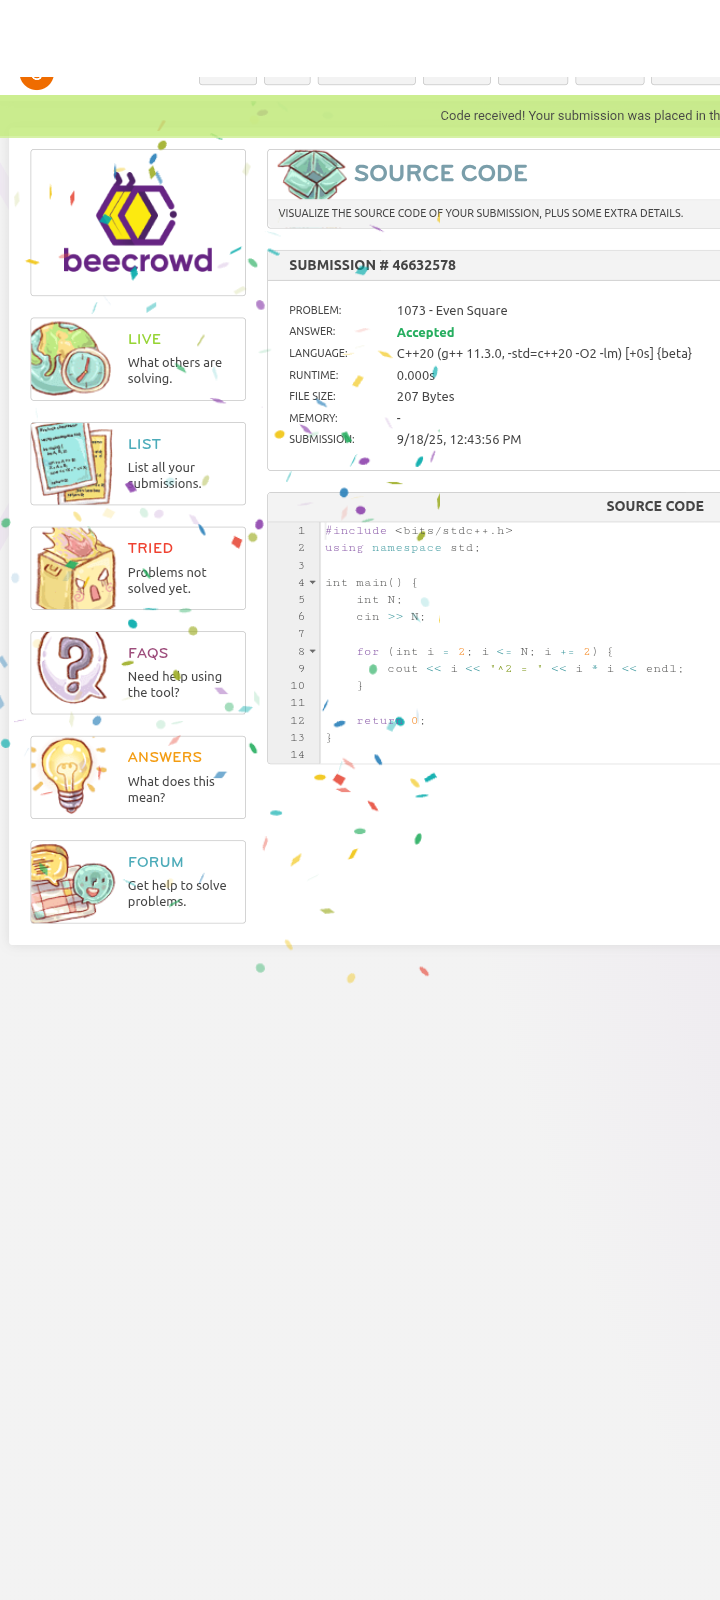 Code received! Your submission was placed in th
beecrowd
LIVE
What others are
solving.
LIST
List all your
submissions.
TRIED
Problems not
solved yet.
FAQS
Need help using
the tool?
ANSWERS
What does this
mean?
FORUM
Get help to solve
problems.
SOURCE CODE
VISUALIZE THE SOURCE CODE OF YOUR SUBMISSION, PLUS SOME EXTRA DETAILS.
SUBMISSION # 46632578
PROBLEM: 1073 - Even Square
ANSWER: Accepted
LANGUAGE: C++20 (g++ 11.3.0, -std=c++20 -O2 -lm) [+0s] {beta}
RUNTIME: 0.000s
FILE SIZE: 207 Bytes
MEMORY: -
SUBMISSION: 9/18/25, 12:43:56 PM
SOURCE CODE
1 #include <bits/stdc++.h>
2 using namespace std;
3
4 int main() {
5 int N;
6 cin >> N;
7
8 for (int i = 2; i <= N; i += 2) {
9 cout << i << "^2 = " << i * i << endl;
10 }
11
12 return 0;
13 }
14